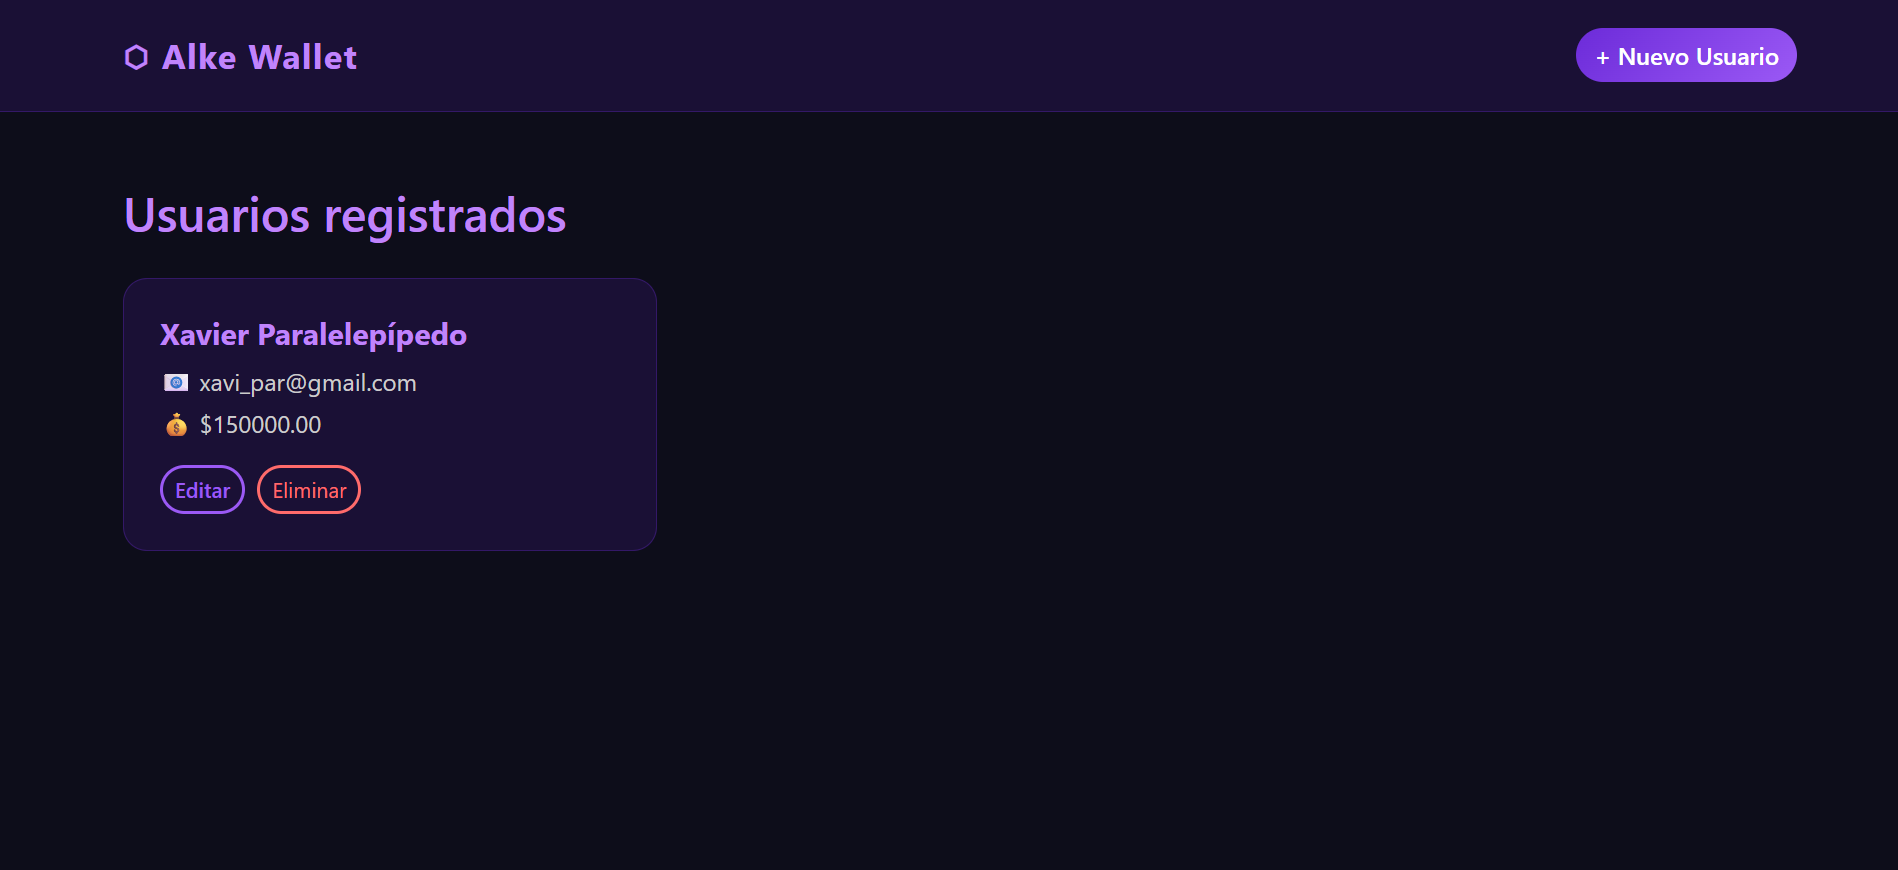 ⬡ Alke Wallet
+ Nuevo Usuario
Usuarios registrados
Xavier Paralelepípedo
📧 xavi_par@gmail.com
💰 $150000.00
Editar
Eliminar